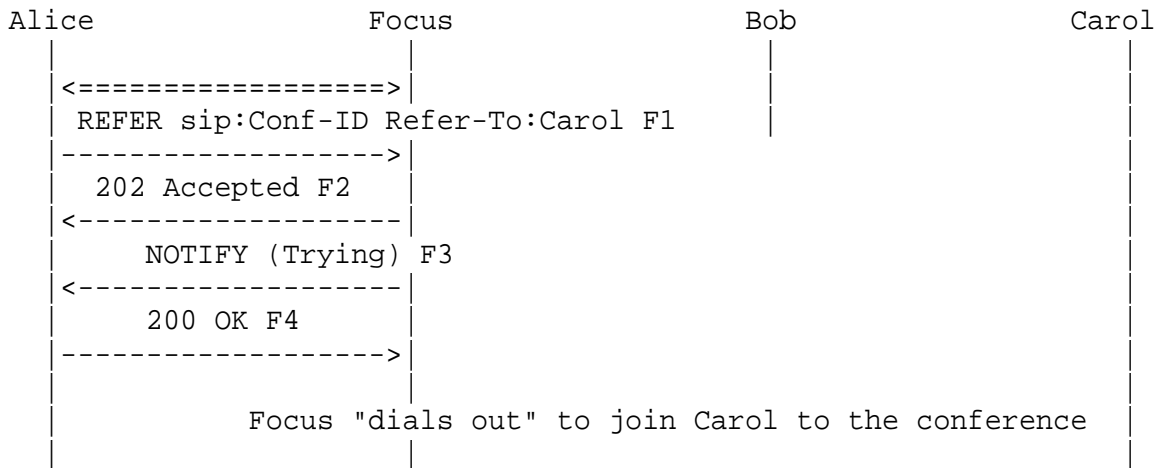 Alice Focus Bob Carol
| | | |
|<==================>| | |
| REFER sip:Conf-ID Refer-To:Carol F1 | |
|------------------->| |
| 202 Accepted F2 | |
|<-------------------| |
| NOTIFY (Trying) F3 |
|<-------------------| |
| 200 OK F4 | |
|------------------->| |
| | |
| Focus "dials out" to join Carol to the conference |
| | |